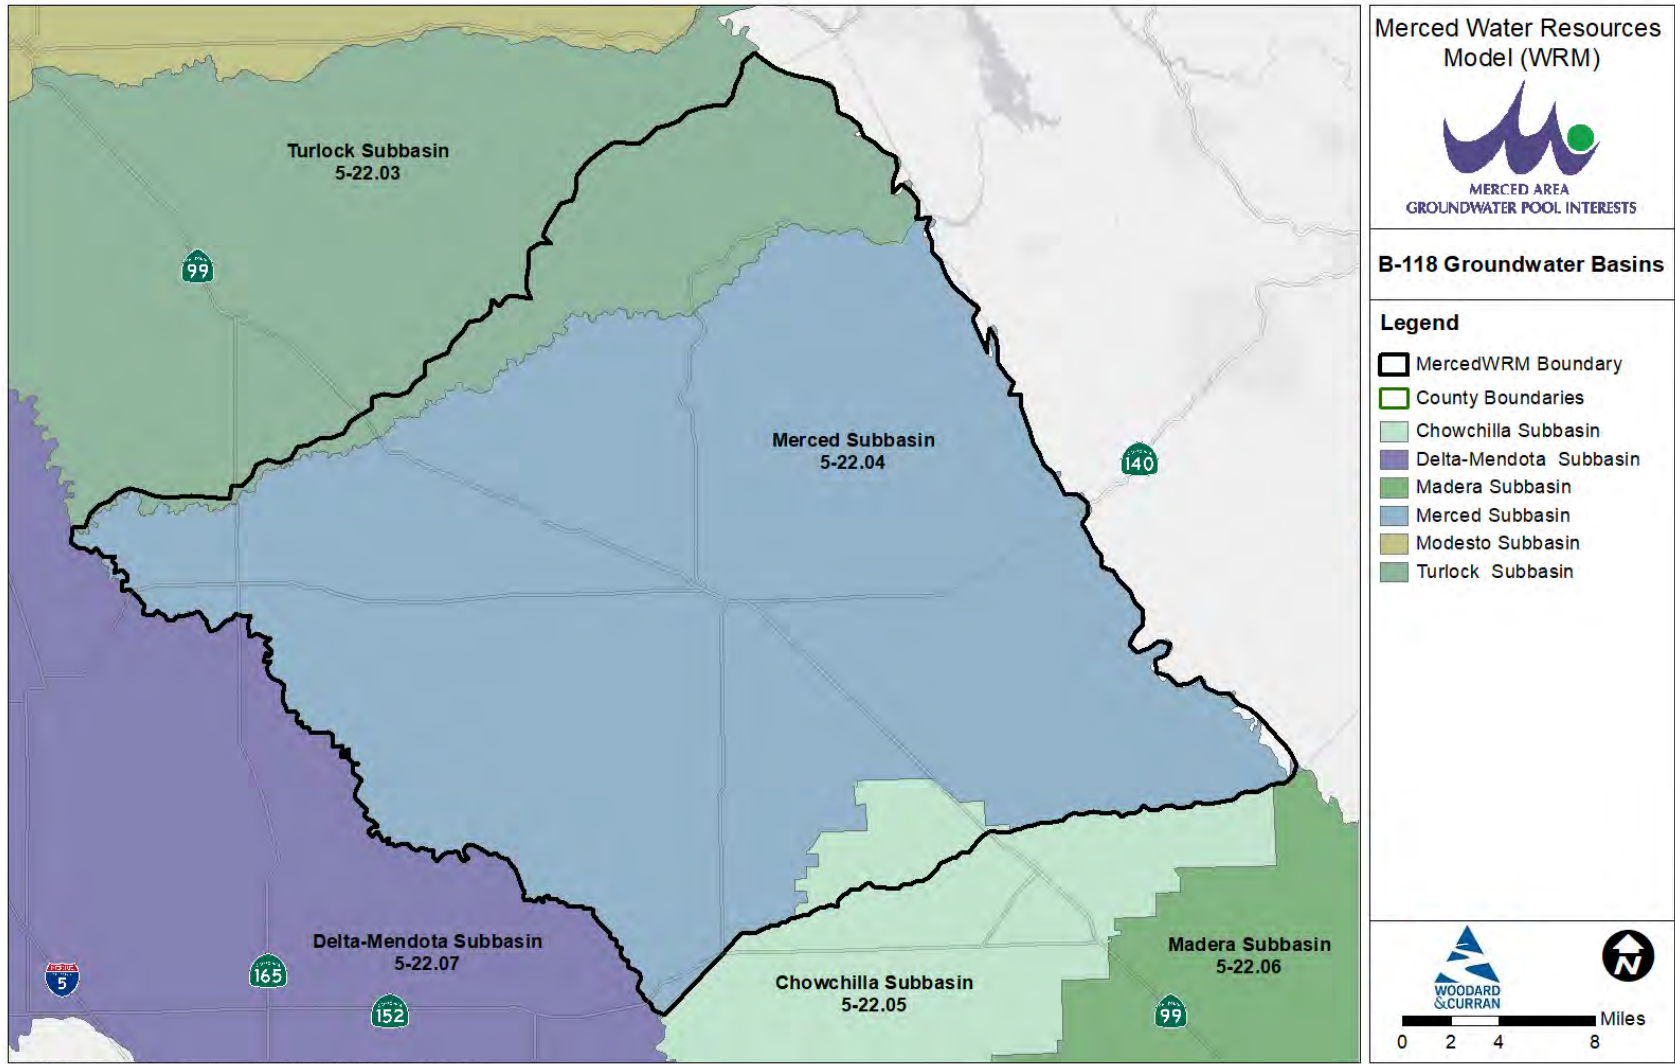 Turlock Subbasin
5-22.03
99
Merced Subbasin
5-22.04
140
Delta-Mendota Subbasin
5-22.07
5
165
152
Chowchilla Subbasin
5-22.05
Madera Subbasin
5-22.06
99
Merced Water Resources
Model (WRM)
MERCED AREA
GROUNDWATER POOL INTERESTS
B-118 Groundwater Basins
Legend
MercedWRM Boundary
County Boundaries
Chowchilla Subbasin
Delta-Mendota Subbasin
Madera Subbasin
Merced Subbasin
Modesto Subbasin
Turlock Subbasin
WOODARD
&CURRAN
N
Miles
0 2 4 8